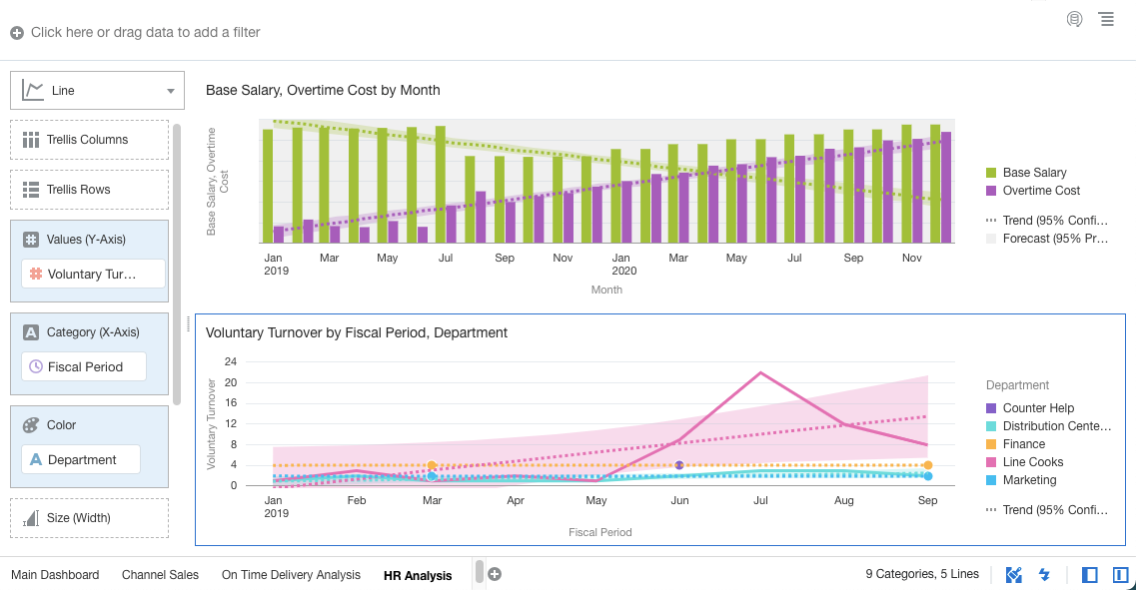 Click here or drag data to add a filter
Line
Trellis Columns
Trellis Rows
Values (Y-Axis)
Voluntary Tur...
Category (X-Axis)
Fiscal Period
Color
Department
Size (Width)
Base Salary, Overtime Cost by Month
Base Salary, Overtime
Cost
Jan Mar May Jul Sep Nov Jan Mar May Jul Sep Nov
2019 2020
Month
Base Salary
Overtime Cost
Trend (95% Confi...
Forecast (95% Pr...
Voluntary Turnover by Fiscal Period, Department
Voluntary Turnover
24
20
16
12
8
4
0
Jan Feb Mar Apr May Jun Jul Aug Sep
2019
Fiscal Period
Department
Counter Help
Distribution Cente...
Finance
Line Cooks
Marketing
Trend (95% Confi...
Main Dashboard Channel Sales On Time Delivery Analysis HR Analysis 9 Categories, 5 Lines